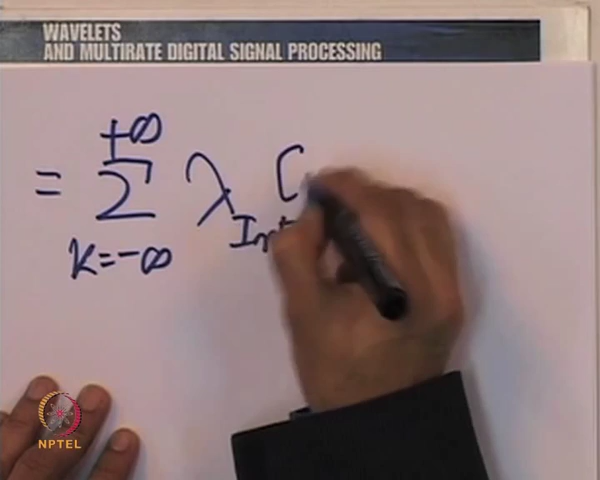 WAVELETS
AND MULTIRATE DIGITAL SIGNAL PROCESSING
+∞
= Σ λ [
K=-∞
NPTEL